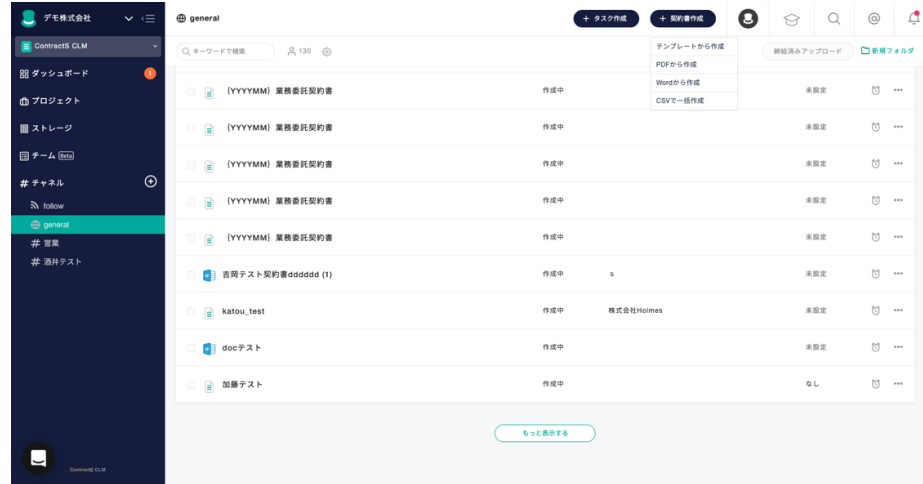 デモ株式会社
general
+ タスク作成
+ 契約書作成
ContractS CLM
キーワードで検索
130
テンプレートから作成
PDFから作成
Wordから作成
CSVで一括作成
締結済みアップロード
新規フォルダ
ダッシュボード
1
プロジェクト
ストレージ
チーム Beta
# チャネル
follow
general
# 営業
# 酒井テスト
{YYYYMM} 業務委託契約書 作成中 未設定
{YYYYMM} 業務委託契約書 作成中 未設定
{YYYYMM} 業務委託契約書 作成中 未設定
{YYYYMM} 業務委託契約書 作成中 未設定
{YYYYMM} 業務委託契約書 作成中 未設定
吉岡テスト契約書dddddd (1) 作成中 s 未設定
katou_test 作成中 株式会社Holmes 未設定
docテスト 作成中 未設定
加藤テスト 作成中 なし
もっと表示する
ContractS CLM